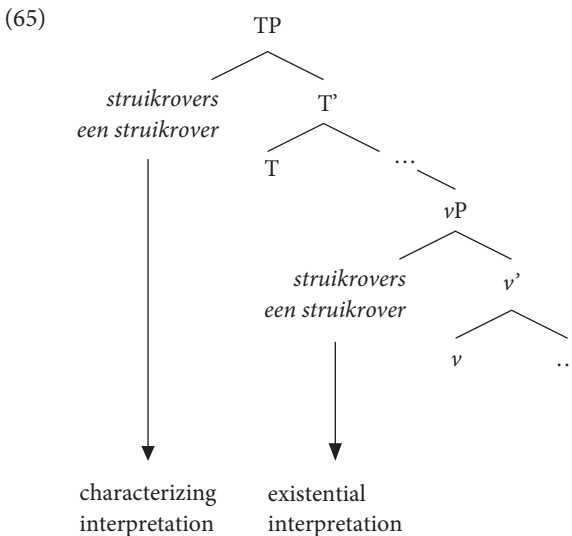 (65)
TP
struikrovers
een struikrover
T’
T
…
vP
struikrovers
een struikrover
v’
v
..
characterizing
interpretation
existential
interpretation